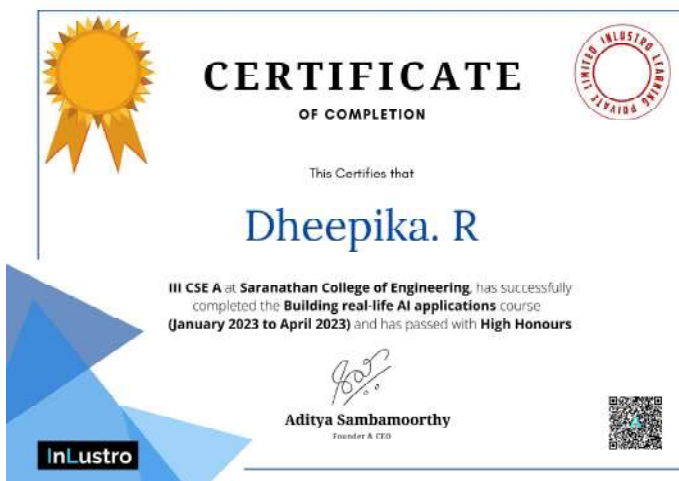 CERTIFICATE
OF COMPLETION
INLUSTRO LEARNING PRIVATE LIMITED
This Certifies that
Dheepika. R
III CSE A at Saranathan College of Engineering, has successfully
completed the Building real-life AI applications course
(January 2023 to April 2023) and has passed with High Honours
Aditya Sambamoorthy
Founder & CEO
InLustro